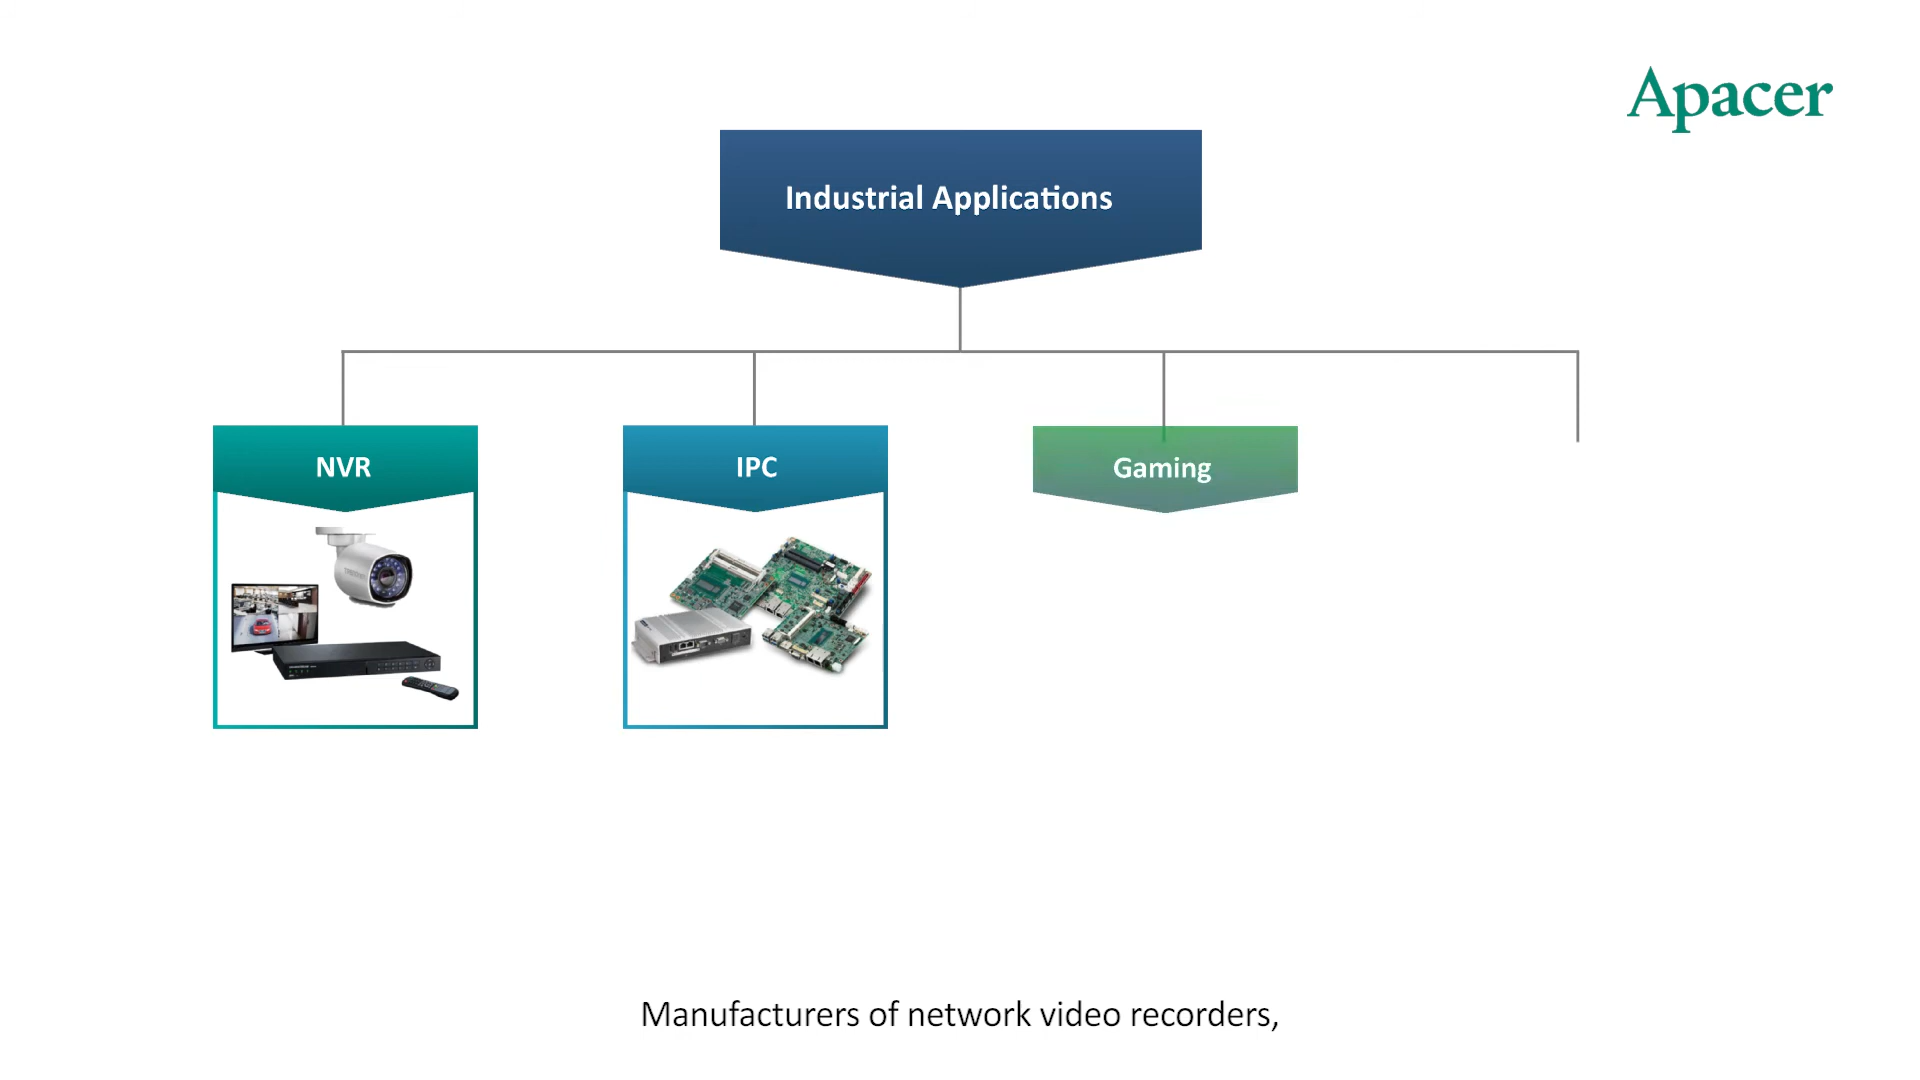 Apacer
Industrial Applications
NVR
IPC
Gaming
Manufacturers of network video recorders,